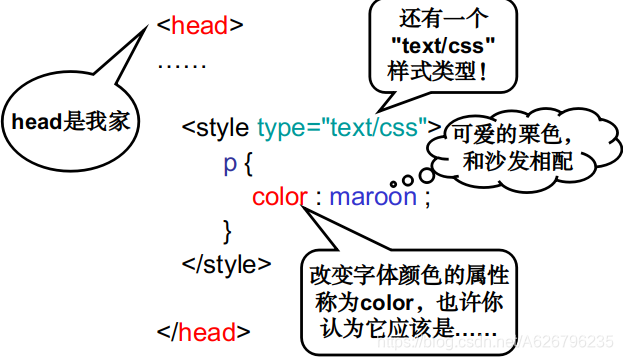 <head>
……
<style type="text/css">
p {
color : maroon ;
}
</style>
</head>
head是我家
还有一个
"text/css"
样式类型！
可爱的栗色，
和沙发相配
改变字体颜色的属性
称为color，也许你
认为它应该是……
https://blog.csdn.net/A626796235